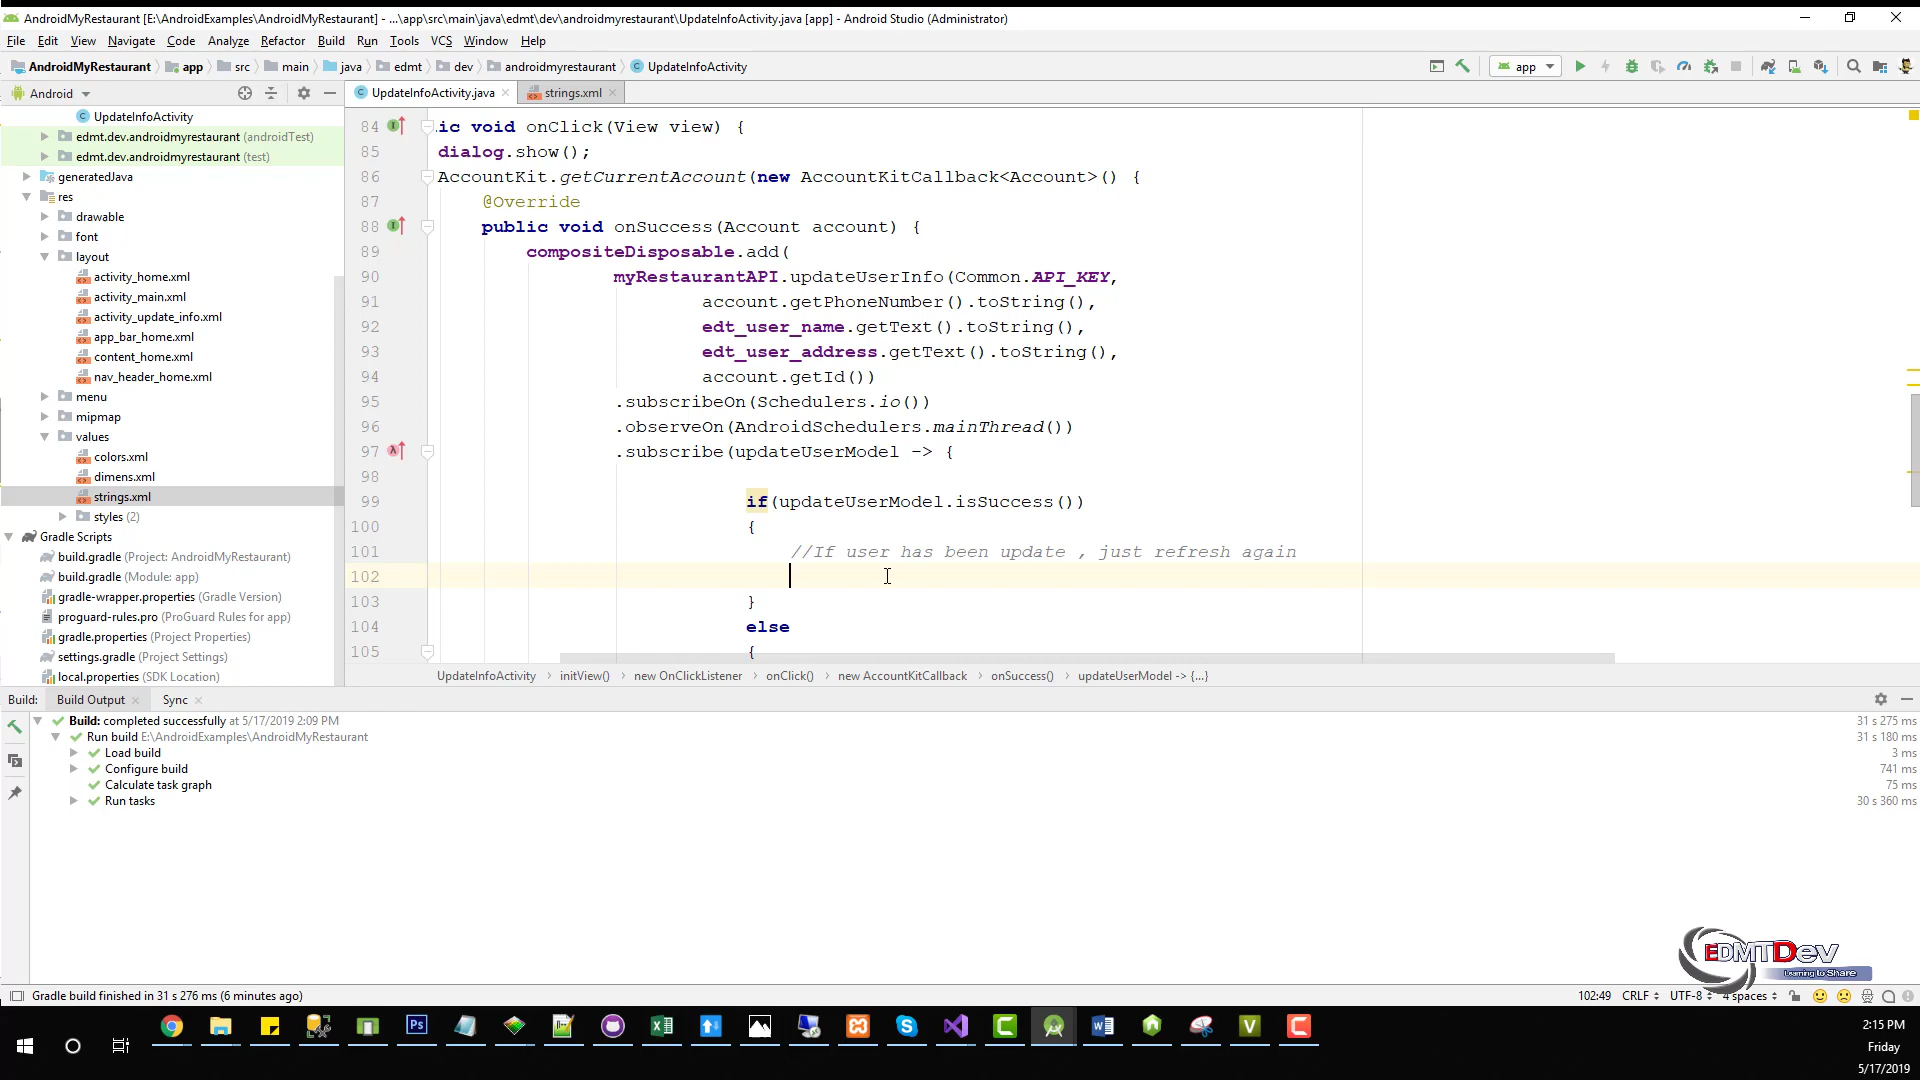 AndroidMyRestaurant [E:\AndroidExamples\AndroidMyRestaurant] - ...\app\src\main\java\edmt\dev\androidmyrestaurant\UpdateInfoActivity.java [app] - Android Studio (Administrator)
File Edit View Navigate Code Analyze Refactor Build Run Tools VCS Window Help
AndroidMyRestaurant app src main java edmt dev androidmyrestaurant UpdateInfoActivity app
Android UpdateInfoActivity.java strings.xml
UpdateInfoActivity
edmt.dev.androidmyrestaurant (androidTest)
edmt.dev.androidmyrestaurant (test)
generatedJava
res
drawable
font
layout
activity_home.xml
activity_main.xml
activity_update_info.xml
app_bar_home.xml
content_home.xml
nav_header_home.xml
menu
mipmap
values
colors.xml
dimens.xml
strings.xml
styles (2)
Gradle Scripts
build.gradle (Project: AndroidMyRestaurant)
build.gradle (Module: app)
gradle-wrapper.properties (Gradle Version)
proguard-rules.pro (ProGuard Rules for app)
gradle.properties (Project Properties)
settings.gradle (Project Settings)
local.properties (SDK Location)
84 ic void onClick(View view) {
85 dialog.show();
86 AccountKit.getCurrentAccount(new AccountKitCallback<Account>() {
87 @Override
88 public void onSuccess(Account account) {
89 compositeDisposable.add(
90 myRestaurantAPI.updateUserInfo(Common.API_KEY,
91 account.getPhoneNumber().toString(),
92 edt_user_name.getText().toString(),
93 edt_user_address.getText().toString(),
94 account.getId())
95 .subscribeOn(Schedulers.io())
96 .observeOn(AndroidSchedulers.mainThread())
97 .subscribe(updateUserModel -> {
98
99 if(updateUserModel.isSuccess())
100 {
101 //If user has been update , just refresh again
102
103 }
104 else
105 {
UpdateInfoActivity › initView() › new OnClickListener › onClick() › new AccountKitCallback › onSuccess() › updateUserModel -> {...}
Build: Build Output Sync
Build: completed successfully at 5/17/2019 2:09 PM 31 s 275 ms
Run build E:\AndroidExamples\AndroidMyRestaurant 31 s 180 ms
Load build 3 ms
Configure build 741 ms
Calculate task graph 75 ms
Run tasks 30 s 360 ms
EDMTDev
Learning to Share
Gradle build finished in 31 s 276 ms (6 minutes ago) 102:49 CRLF UTF-8 4 spaces
2:15 PM
Friday
5/17/2019